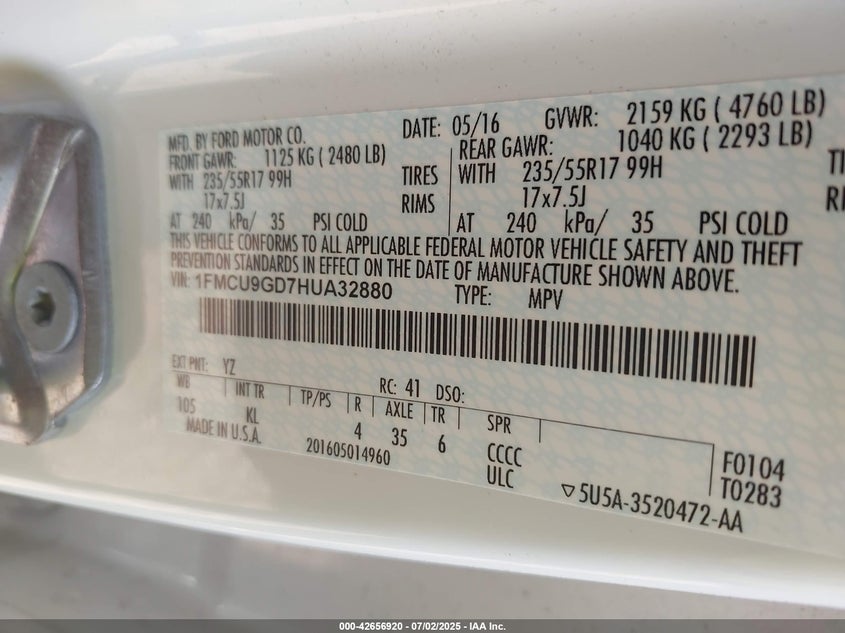 MFD. BY FORD MOTOR CO. DATE: 05/16 GVWR: 2159 KG ( 4760 LB)
FRONT GAWR: 1125 KG ( 2480 LB) REAR GAWR: 1040 KG ( 2293 LB)
WITH 235/55R17 99H TIRES WITH 235/55R17 99H TI
17x7.5J RIMS 17x7.5J RI
AT 240 kPa/ 35 PSI COLD AT 240 kPa/ 35 PSI COLD
THIS VEHICLE CONFORMS TO ALL APPLICABLE FEDERAL MOTOR VEHICLE SAFETY AND THEFT
PREVENTION STANDARDS IN EFFECT ON THE DATE OF MANUFACTURE SHOWN ABOVE.
VIN: 1FMCU9GD7HUA32880 TYPE: MPV
EXT PNT: YZ RC: 41 DSO:
WB INT TR TP/PS R AXLE TR SPR
105 KL 4 35 6 CCCC
MADE IN U.S.A. 201605014960 ULC
F0104
T0283
▽5U5A-3520472-AA
000-42656920 / 07/02/2025 - IAA Inc.